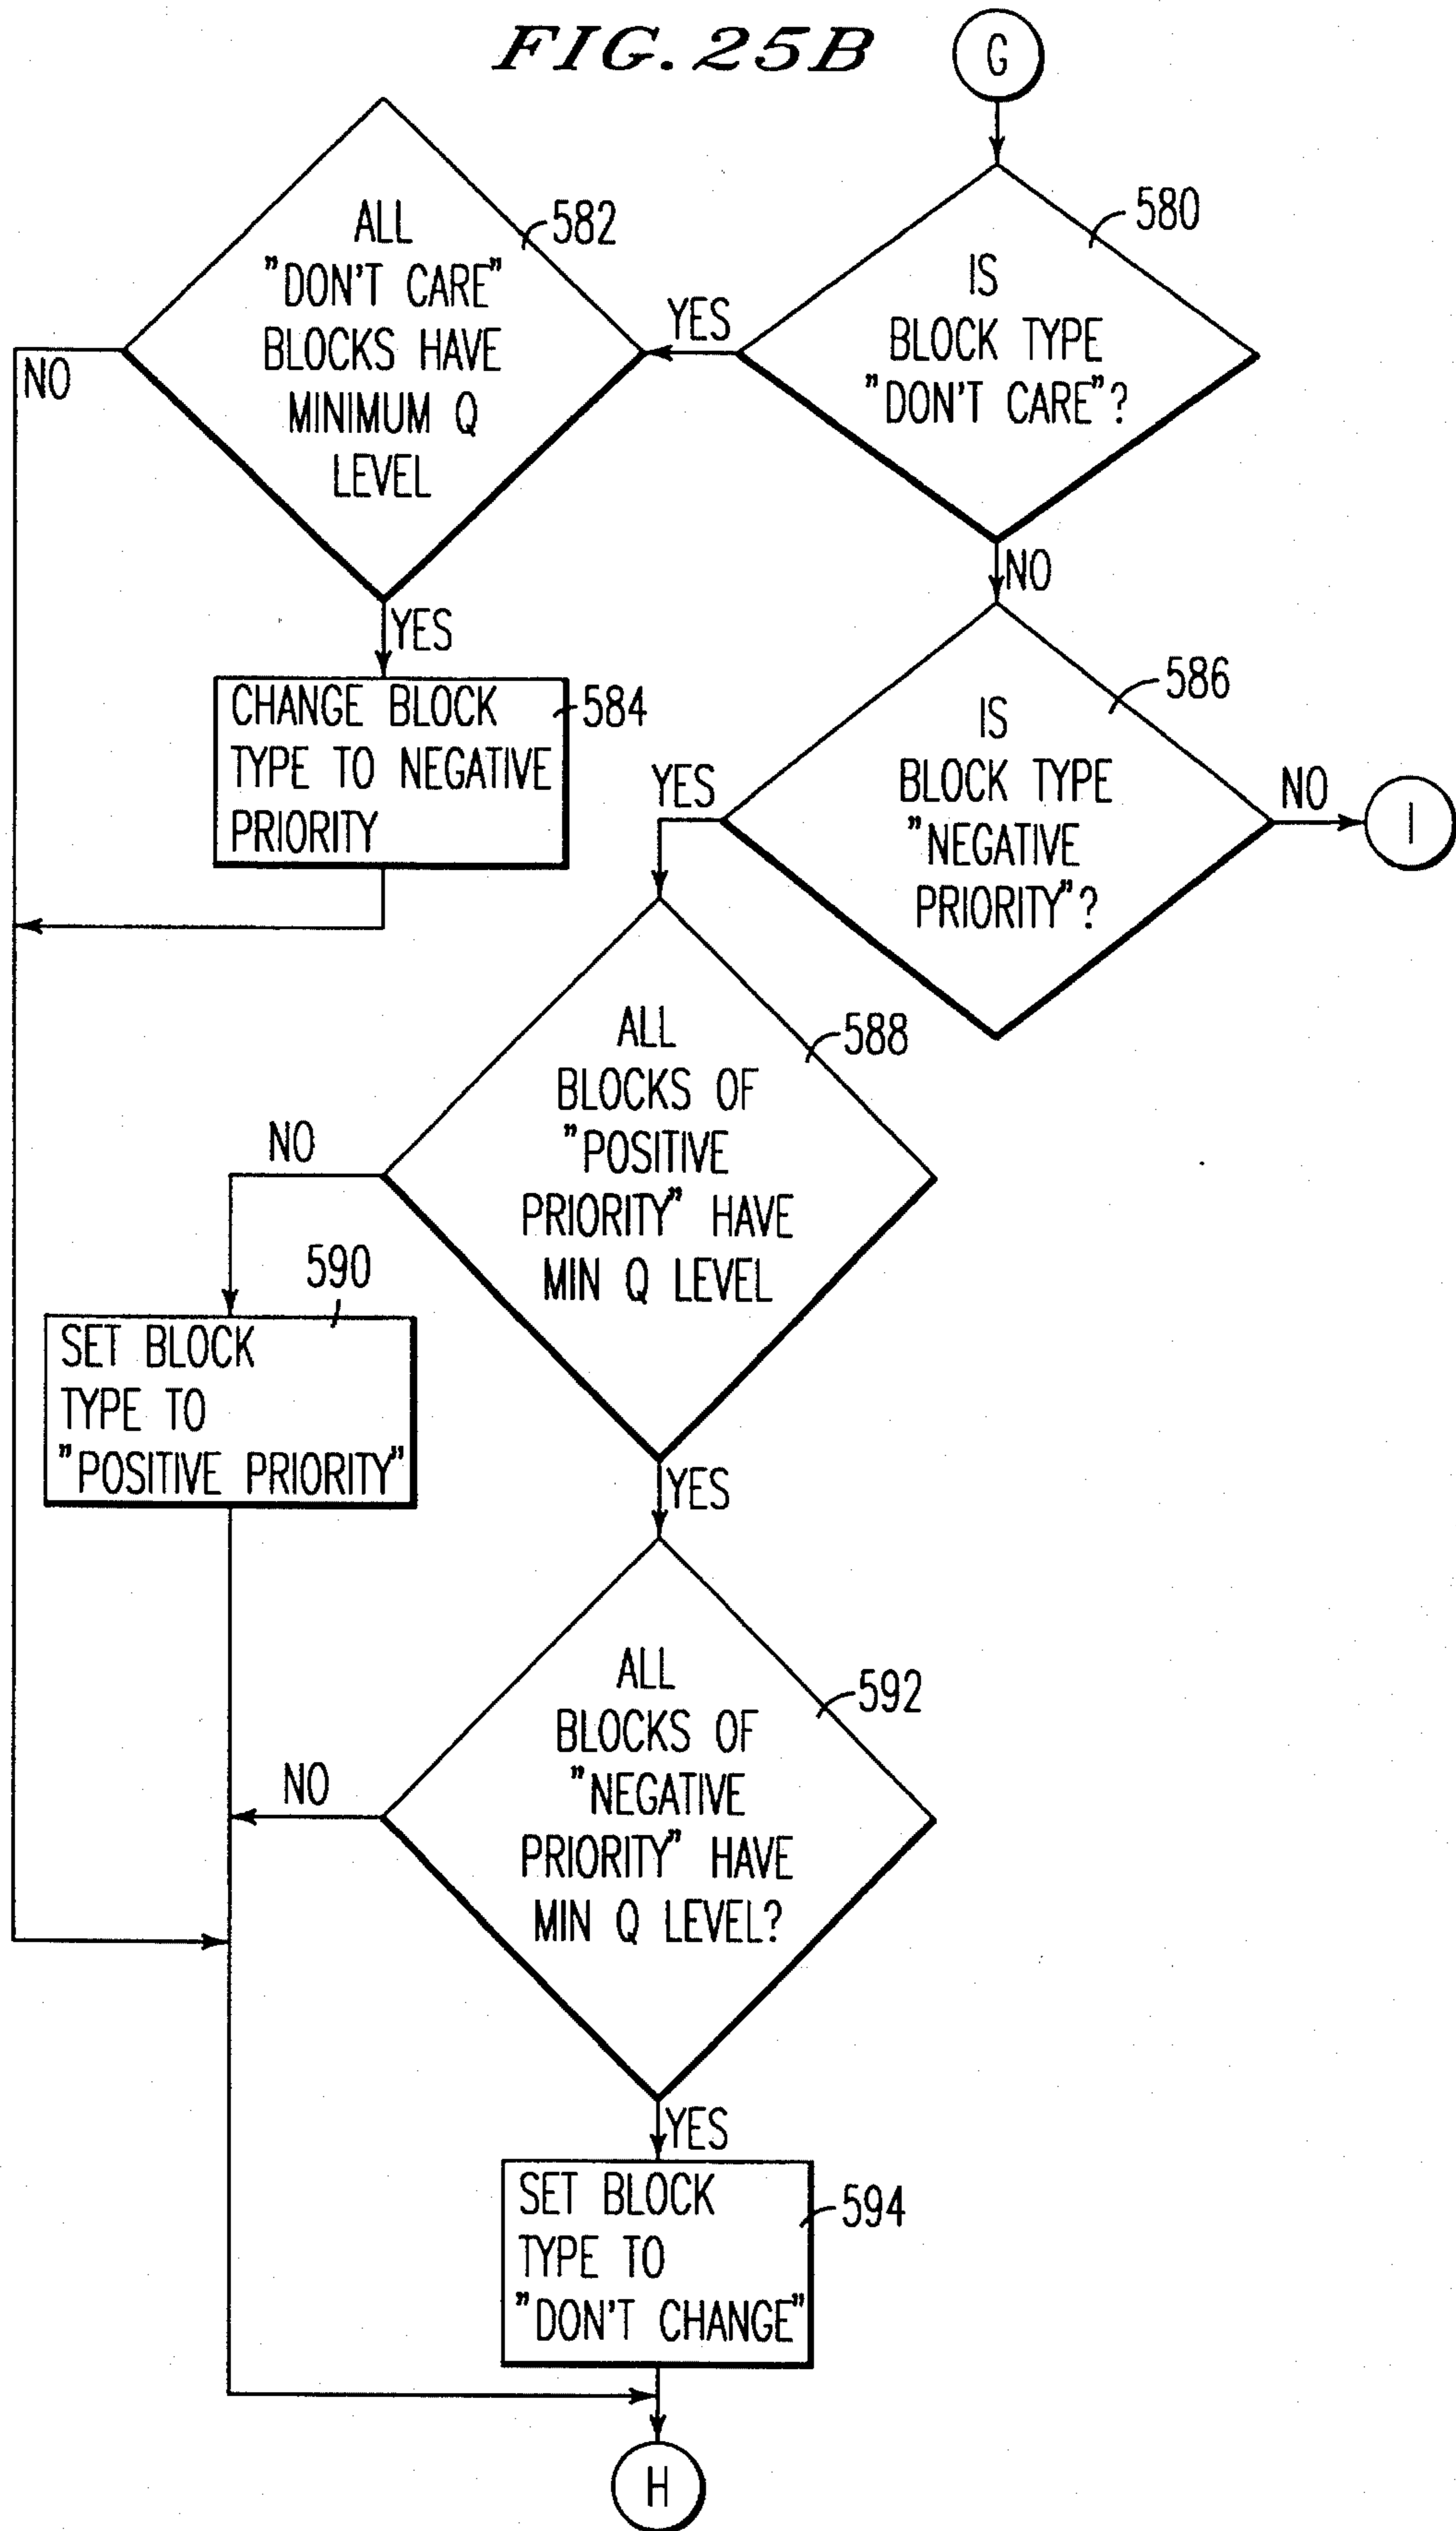 FIG. 25B
G
580
IS
BLOCK TYPE
"DON'T CARE"?
YES
NO
582
ALL
"DON'T CARE"
BLOCKS HAVE
MINIMUM Q
LEVEL
NO
YES
584
CHANGE BLOCK
TYPE TO NEGATIVE
PRIORITY
586
IS
BLOCK TYPE
"NEGATIVE
PRIORITY"?
YES
NO
I
588
ALL
BLOCKS OF
"POSITIVE
PRIORITY" HAVE
MIN Q LEVEL
NO
YES
590
SET BLOCK
TYPE TO
"POSITIVE PRIORITY"
592
ALL
BLOCKS OF
"NEGATIVE
PRIORITY" HAVE
MIN Q LEVEL?
NO
YES
594
SET BLOCK
TYPE TO
"DON'T CHANGE"
H